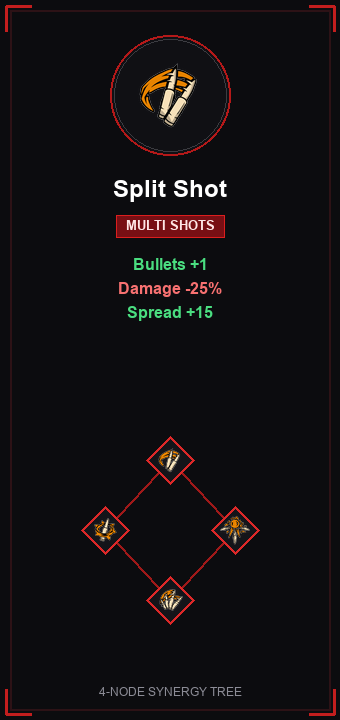 Split Shot
MULTI SHOTS
Bullets +1
Damage -25%
Spread +15
4-NODE SYNERGY TREE